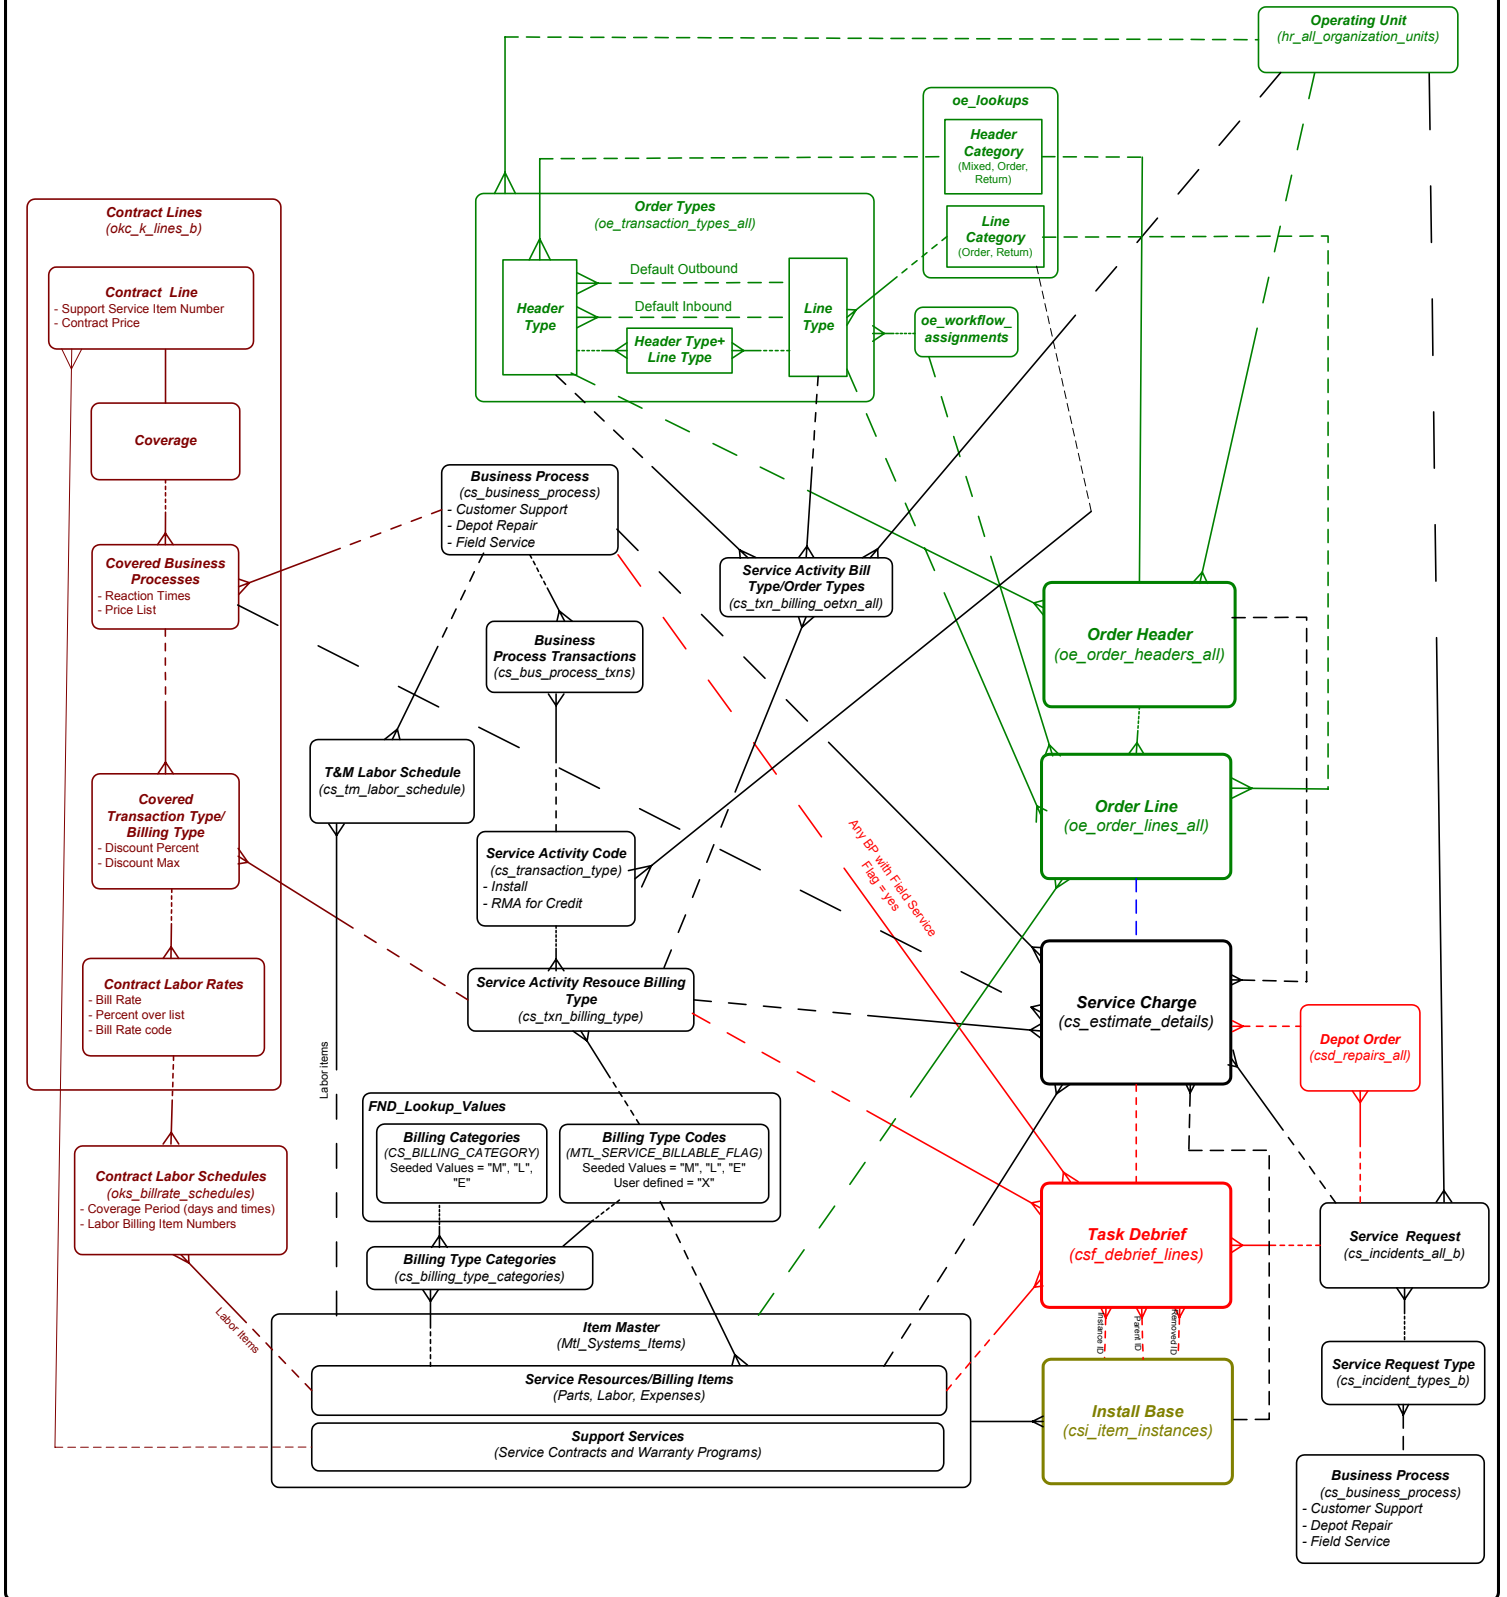 Operating Unit
(hr_all_organization_units)
oe_lookups
Header
Category
(Mixed, Order,
Return)
Line
Category
(Order, Return)
Contract Lines
(okc_k_lines_b)
Order Types
(oe_transaction_types_all)
Contract  Line
- Support Service Item Number
- Contract Price
Header
Type
Default Outbound
Default Inbound
Header Type+
Line Type
Line
Type
oe_workflow_
assignments
Coverage
Business Process
(cs_business_process)
- Customer Support
- Depot Repair
- Field Service
Covered Business
Processes
- Reaction Times
- Price List
Service Activity Bill
Type/Order Types
(cs_txn_billing_oetxn_all)
Business
Process Transactions
(cs_bus_process_txns)
Order Header
(oe_order_headers_all)
T&M Labor Schedule
(cs_tm_labor_schedule)
Order Line
(oe_order_lines_all)
Covered
Transaction Type/
Billing Type
- Discount Percent
- Discount Max
Service Activity Code
(cs_transaction_type)
- Install
- RMA for Credit
Any BP with Field Service
Flag = yes
Contract Labor Rates
- Bill Rate
- Percent over list
- Bill Rate code
Service Activity Resouce Billing
Type
(cs_txn_billing_type)
Service Charge
(cs_estimate_details)
Depot Order
(csd_repairs_all)
Labor items
FND_Lookup_Values
Billing Categories
(CS_BILLING_CATEGORY)
Seeded Values = "M", "L",
"E"
Billing Type Codes
(MTL_SERVICE_BILLABLE_FLAG)
Seeded Values = "M", "L", "E"
User defined = "X"
Contract Labor Schedules
(oks_billrate_schedules)
- Coverage Period (days and times)
- Labor Billing Item Numbers
Task Debrief
(csf_debrief_lines)
Service  Request
(cs_incidents_all_b)
Billing Type Categories
(cs_billing_type_categories)
Labor Items
Instance ID
Parent ID
Removed ID
Item Master
(Mtl_Systems_Items)
Service Resources/Billing Items
(Parts, Labor, Expenses)
Support Services
(Service Contracts and Warranty Programs)
Install Base
(csi_item_instances)
Service Request Type
(cs_incident_types_b)
Business Process
(cs_business_process)
- Customer Support
- Depot Repair
- Field Service